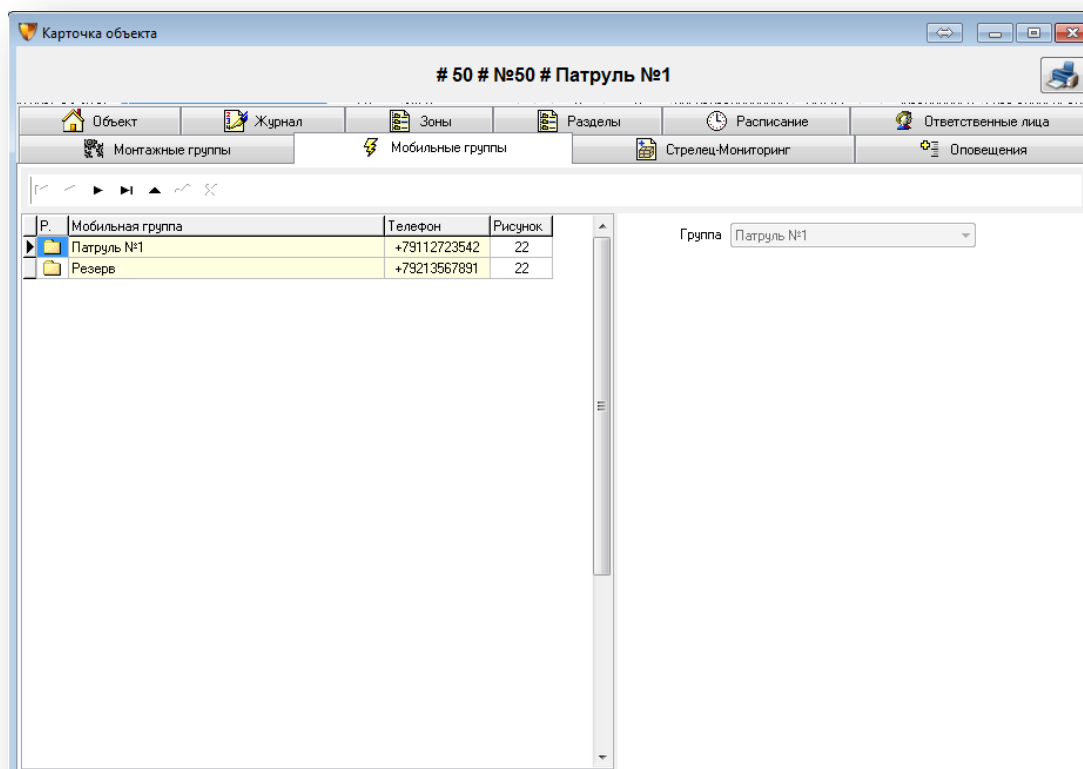 Карточка объекта
# 50 # №50 # Патруль №1
Объект Журнал Зоны Разделы Расписание Ответственные лица
Монтажные группы Мобильные группы Стрелец-Мониторинг Оповещения
Р. Мобильная группа Телефон Рисунок
Патруль №1 +79112723542 22
Резерв +79213567891 22
Группа Патруль №1